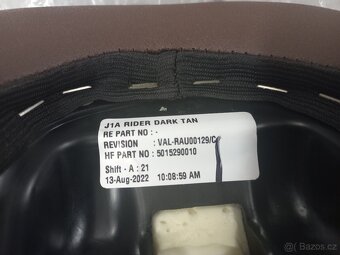 J1A RIDER DARK TAN
RE PART NO : -
REVISION : VAL-RAU00129/C
HF PART NO : 5015290010
Shift - A : 21
13-Aug-2022 10:08:59 AM
Bazoš.cz